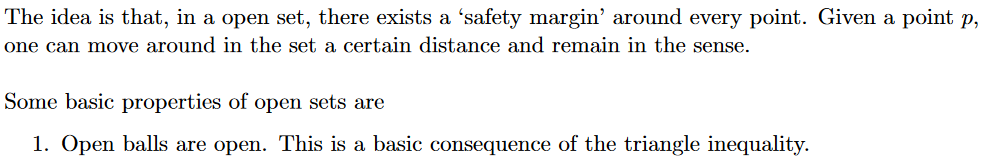 The idea is that, in a open set, there exists a ‘safety margin’ around every point. Given a point p,
one can move around in the set a certain distance and remain in the sense.
Some basic properties of open sets are
1. Open balls are open. This is a basic consequence of the triangle inequality.